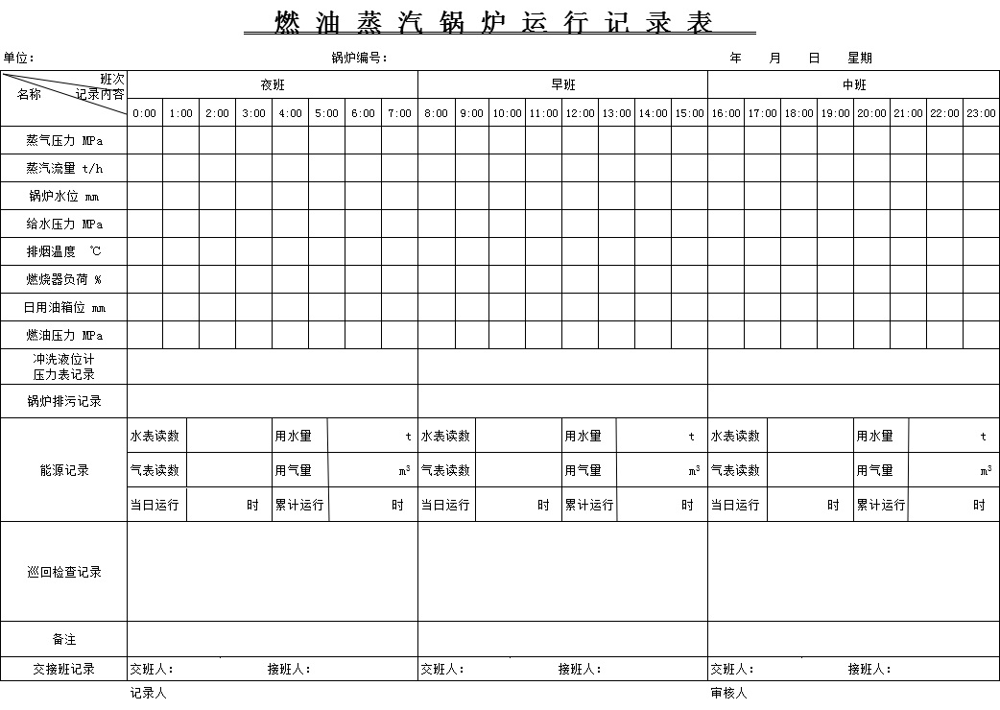 燃油蒸汽锅炉运行记录表
单位： 锅炉编号： 年 月 日 星期
班次 夜班 早班 中班
名称 记录内容
0:00 1:00 2:00 3:00 4:00 5:00 6:00 7:00 8:00 9:00 10:00 11:00 12:00 13:00 14:00 15:00 16:00 17:00 18:00 19:00 20:00 21:00 22:00 23:00
蒸气压力 MPa
蒸汽流量 t/h
锅炉水位 mm
给水压力 MPa
排烟温度 ℃
燃烧器负荷 %
日用油箱位 mm
燃油压力 MPa
冲洗液位计
压力表记录
锅炉排污记录
水表读数 用水量 t 水表读数 用水量 t 水表读数 用水量 t
能源记录 气表读数 用气量 m³ 气表读数 用气量 m³ 气表读数 用气量 m³
当日运行 时 累计运行 时 当日运行 时 累计运行 时 当日运行 时 累计运行 时
巡回检查记录
备注
交接班记录 交班人： 接班人： 交班人： 接班人： 交班人： 接班人：
记录人 审核人